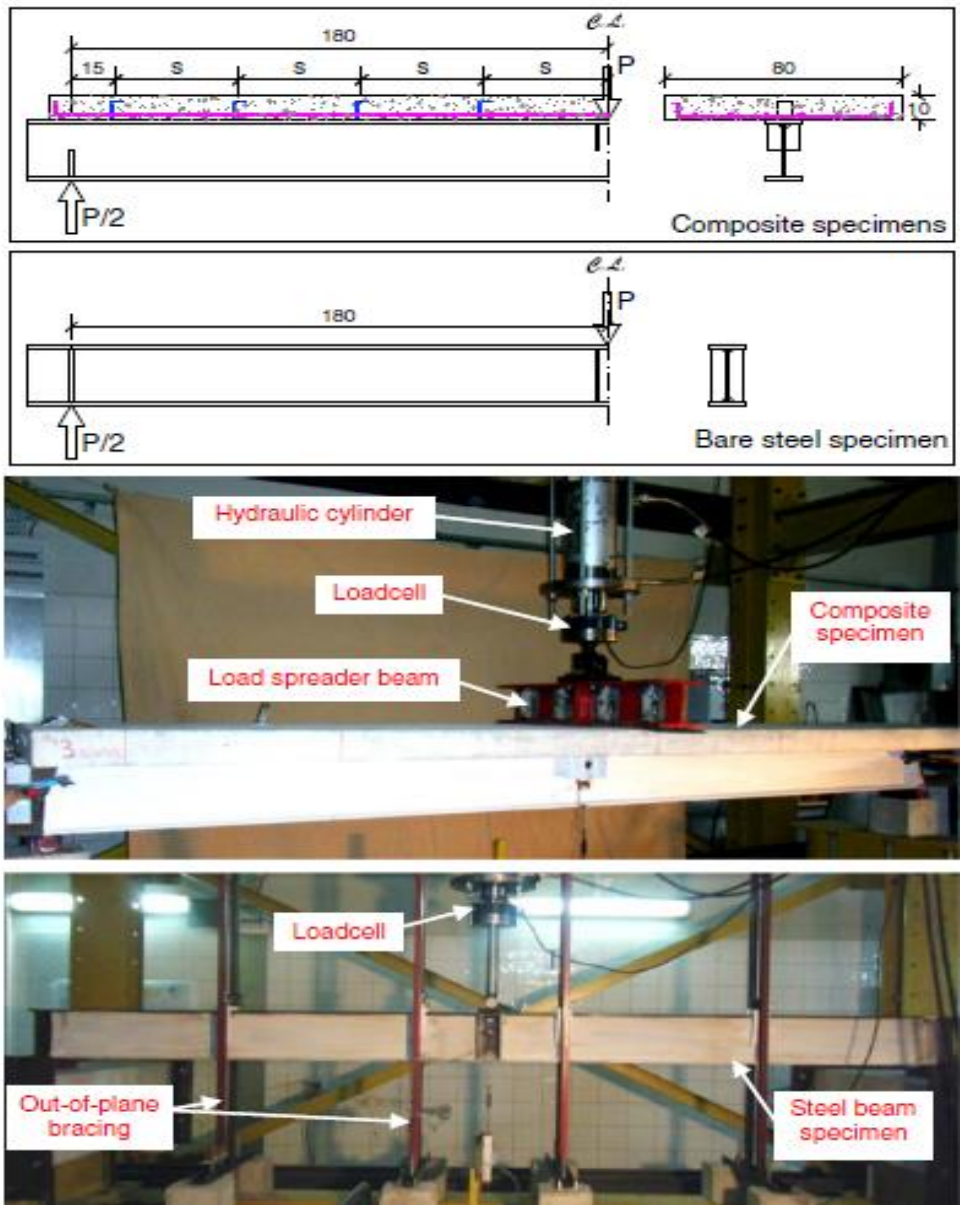 C.L.
180
15 S S S S P 80
10
P/2
Composite specimens
C.L.
P
180
P/2
Bare steel specimen
Hydraulic cylinder
Loadcell
Composite
specimen
Load spreader beam
3
Loadcell
Out-of-plane
bracing
Steel beam
specimen